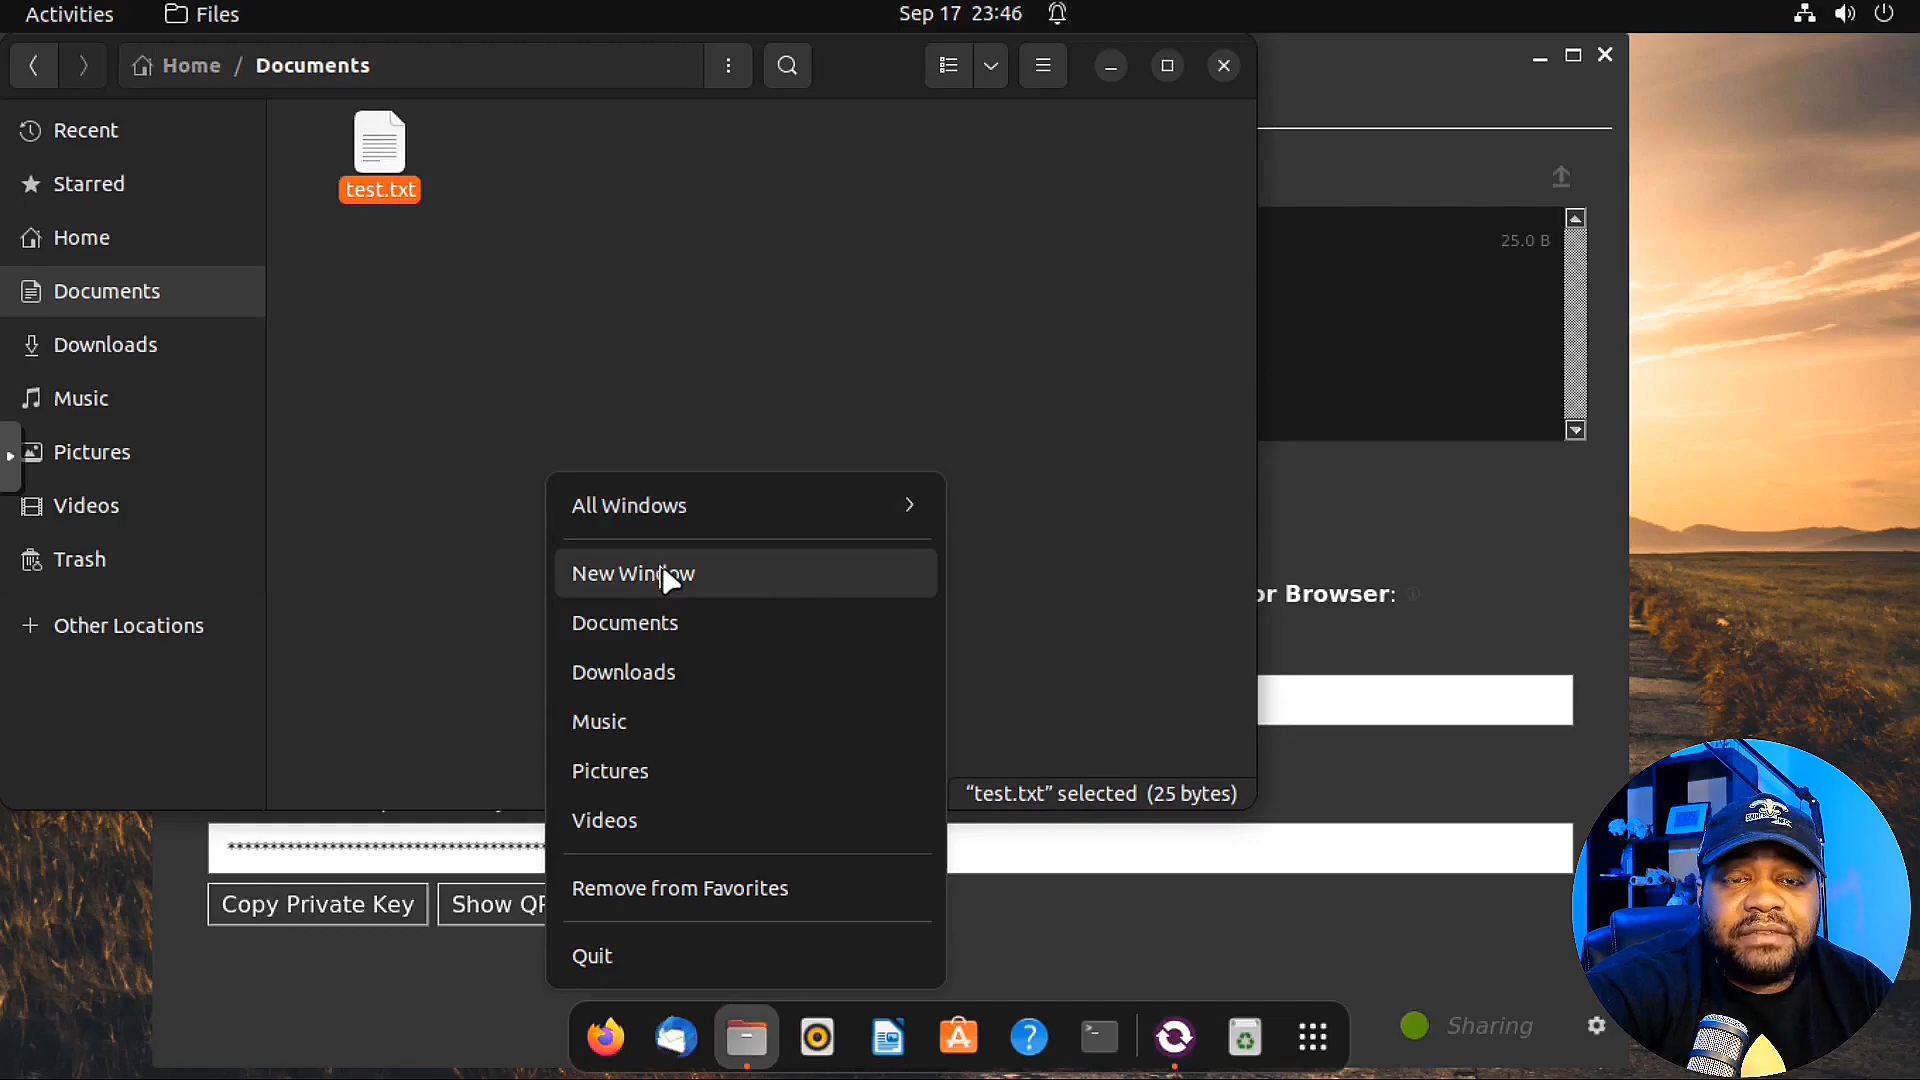 Activities
Files
Sep 17 23:46
Home / Documents
Recent
Starred
Home
Documents
Downloads
Music
Pictures
Videos
Trash
Other Locations
test.txt
25.0 B
All Windows
New Window
Documents
Downloads
Music
Pictures
Videos
Remove from Favorites
Quit
or Browser:
“test.txt” selected (25 bytes)
Copy Private Key
Show QR
Sharing